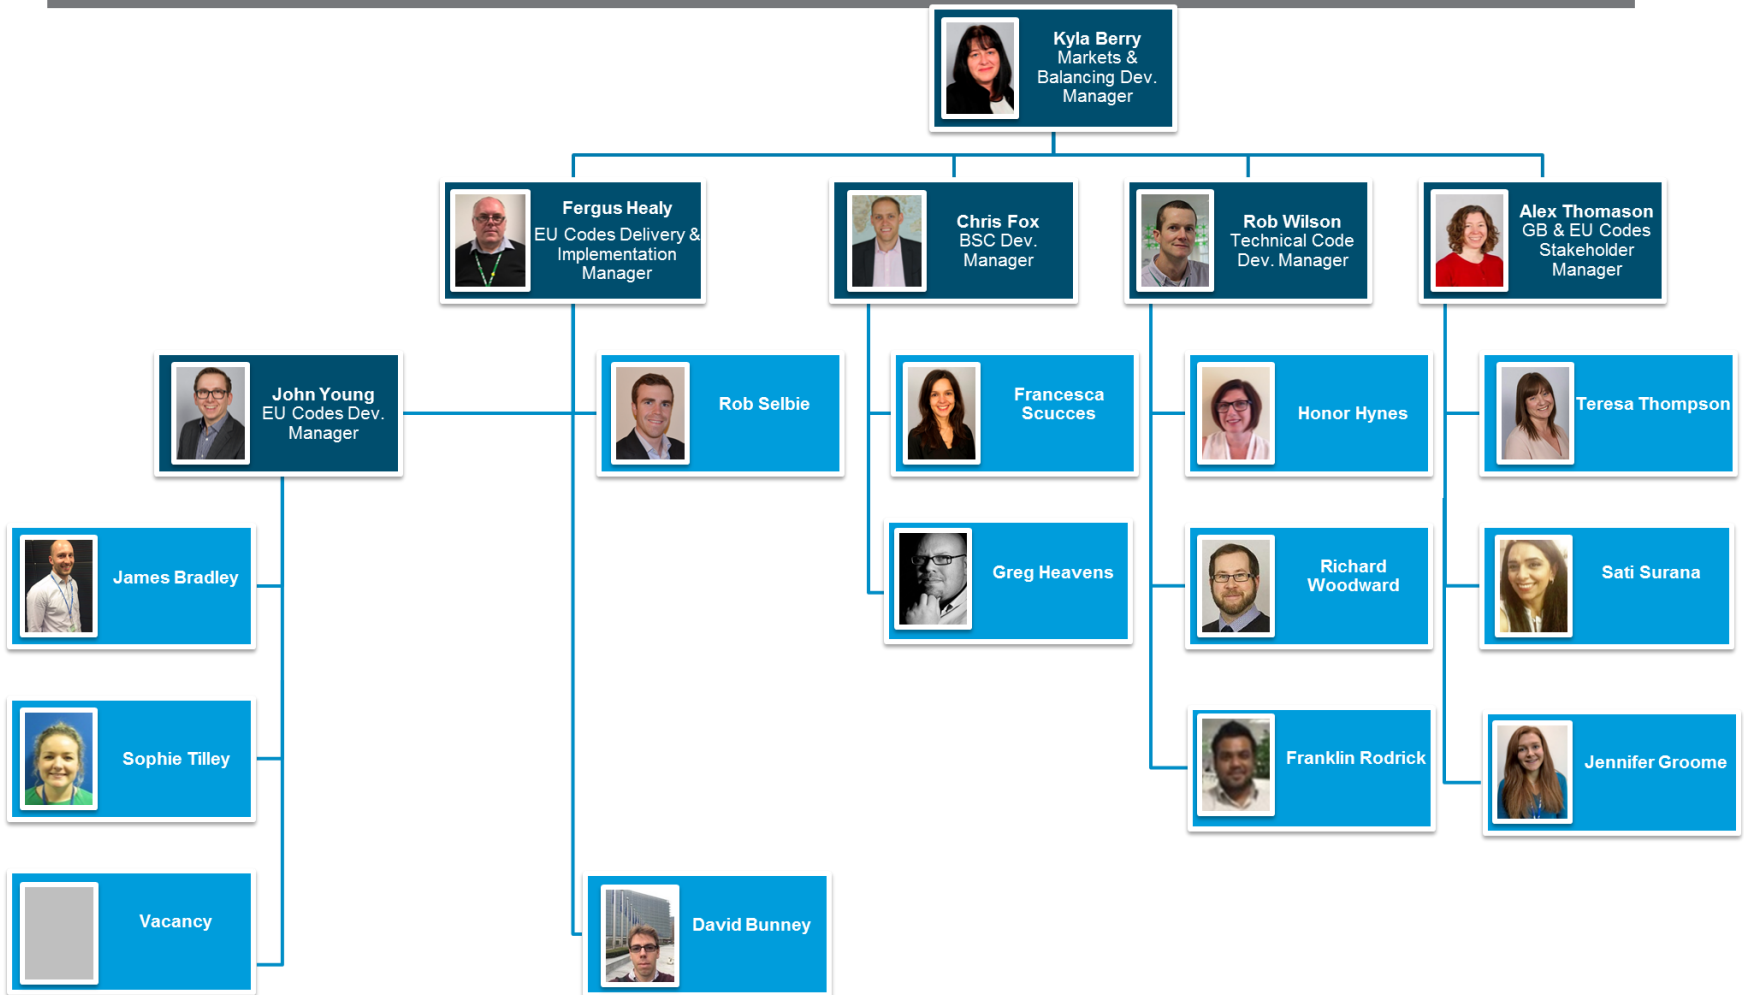 Kyla Berry
Markets &
Balancing Dev.
Manager
Fergus Healy
EU Codes Delivery &
Implementation
Manager
Chris Fox
BSC Dev.
Manager
Rob Wilson
Technical Code
Dev. Manager
Alex Thomason
GB & EU Codes
Stakeholder
Manager
John Young
EU Codes Dev.
Manager
Rob Selbie
Francesca
Scucces
Honor Hynes
Teresa Thompson
James Bradley
Greg Heavens
Richard
Woodward
Sati Surana
Sophie Tilley
Franklin Rodrick
Jennifer Groome
Vacancy
David Bunney